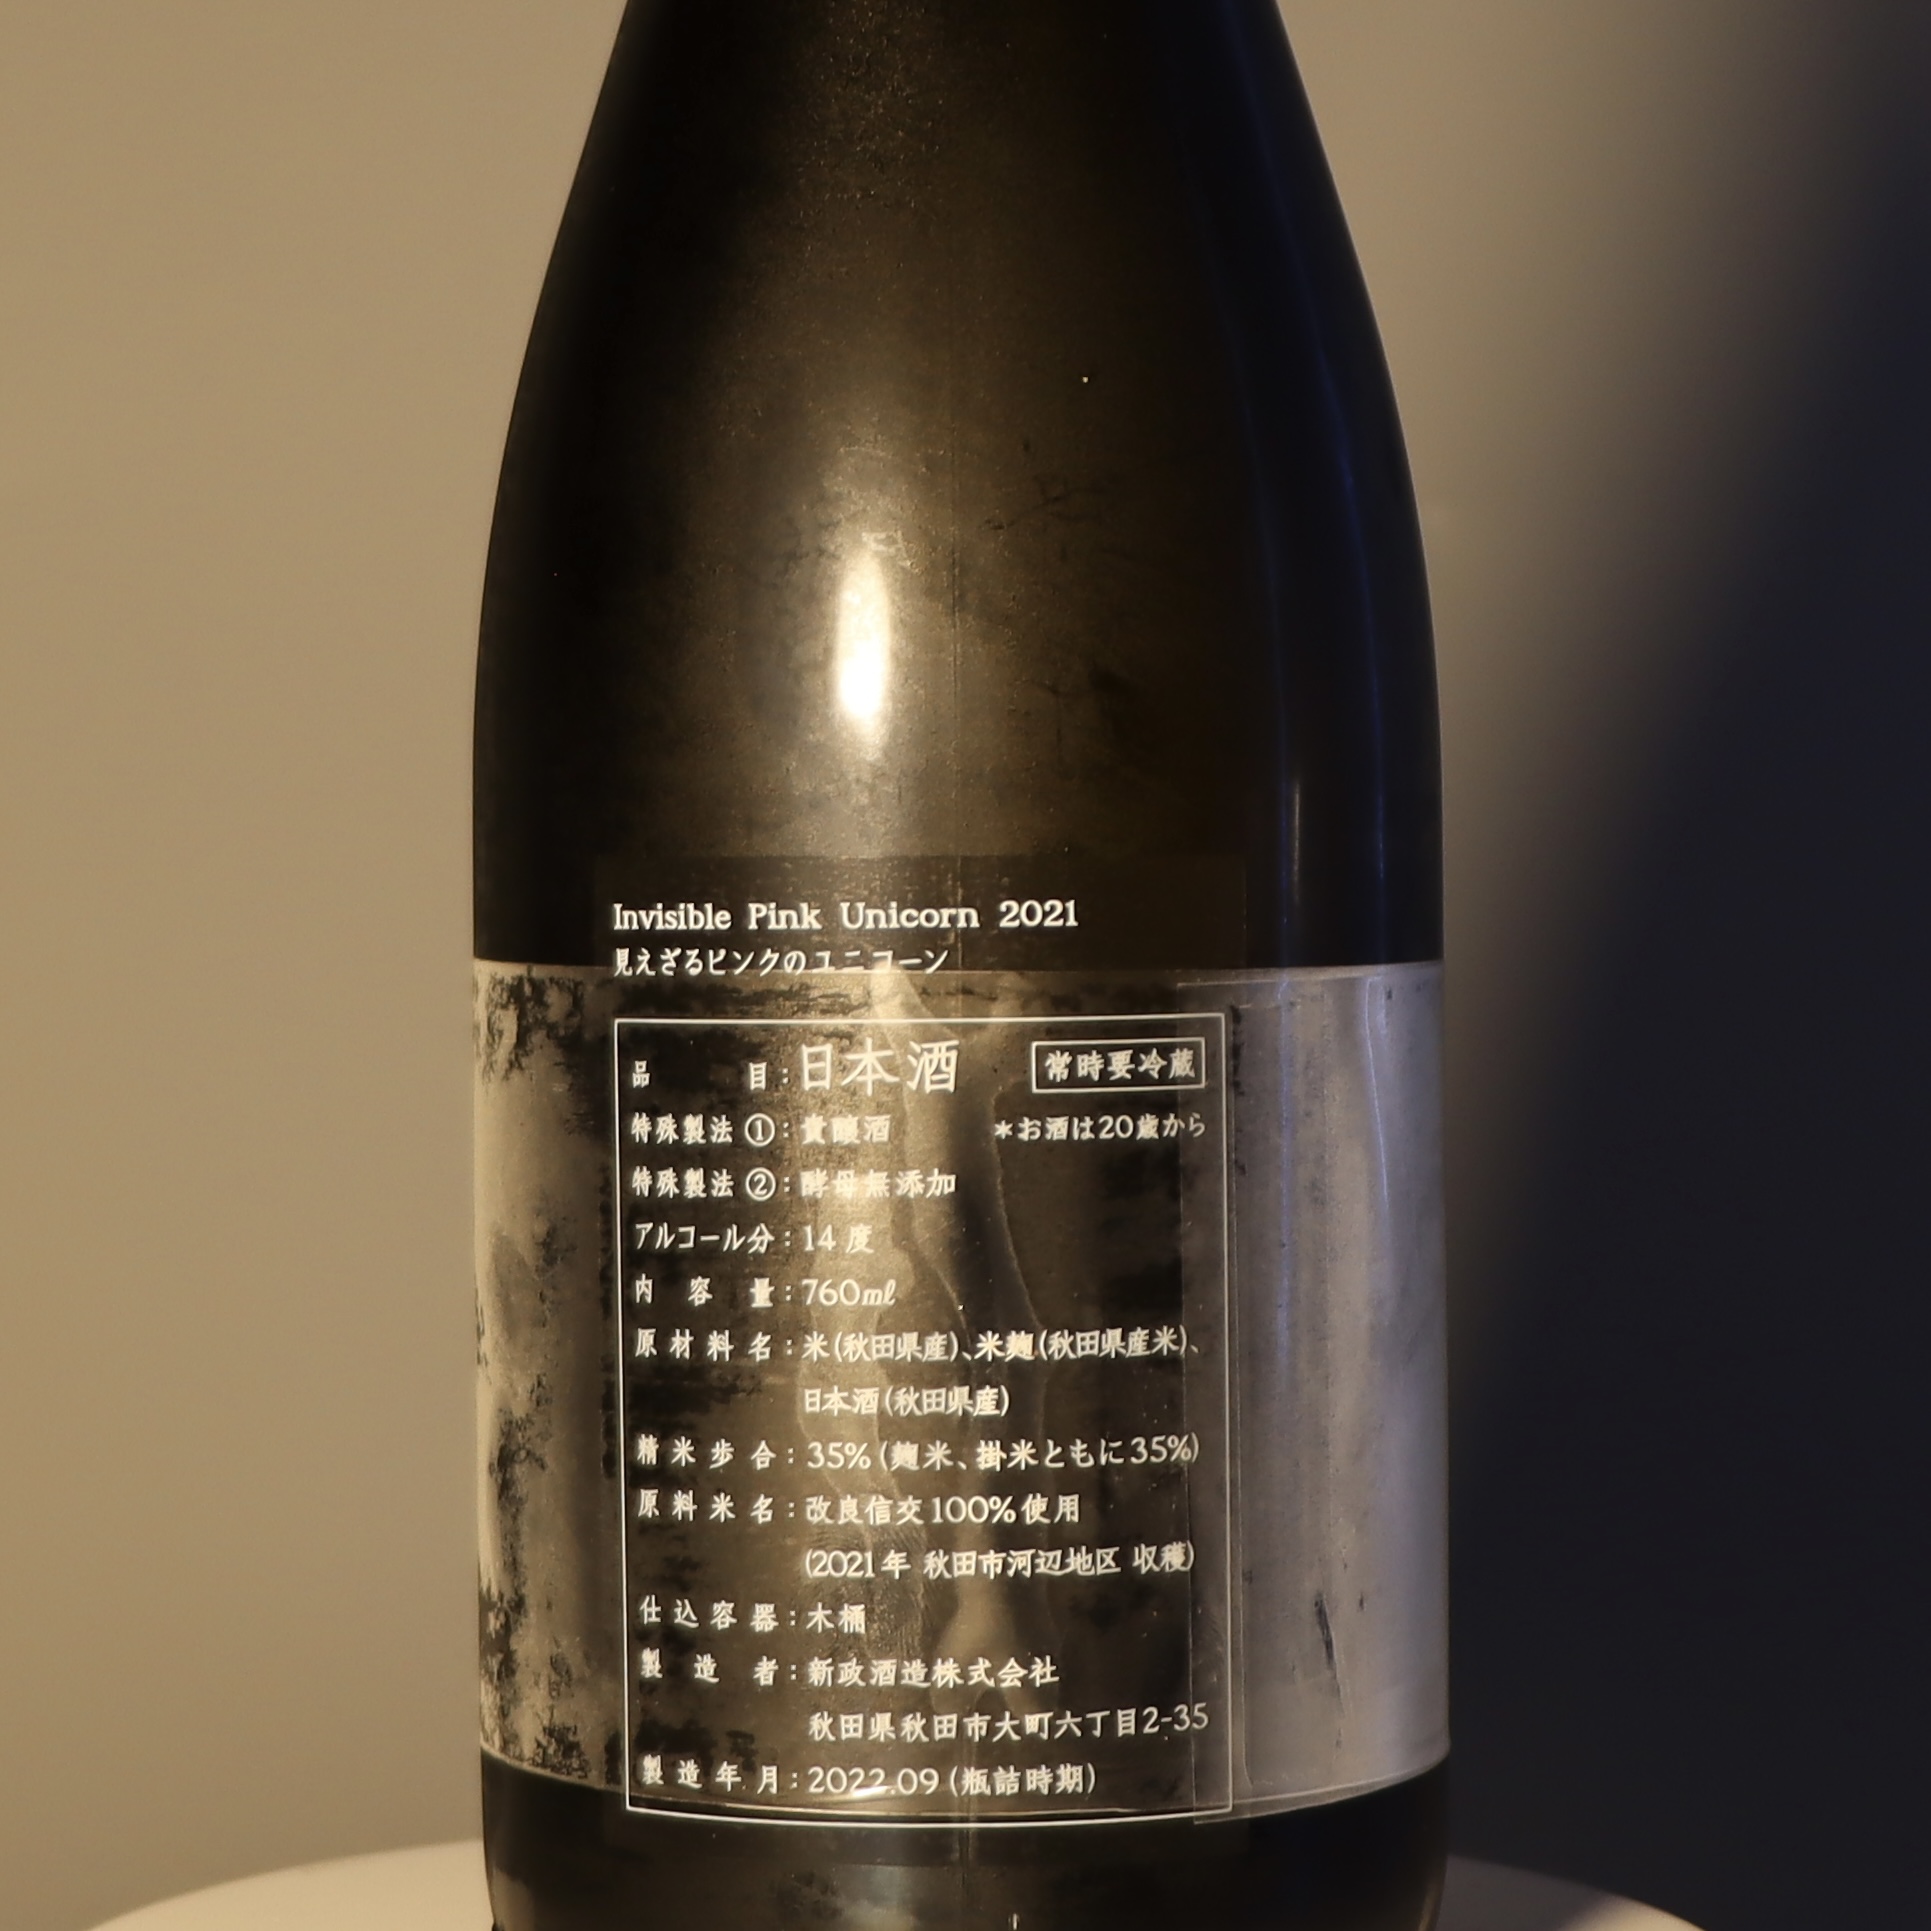 Invisible Pink Unicorn 2021
見えざるピンクのユニコーン
品目:日本酒 常時要冷蔵
特殊製法①:貴醸酒 *お酒は20歳から
特殊製法②:酵母無添加
アルコール分:14度
内容量:760ml
原材料名:米(秋田県産)、米麹(秋田県産米)、
日本酒(秋田県産)
精米歩合:35%(麹米、掛米ともに35%)
原料米名:改良信交100%使用
(2021年 秋田市河辺地区 収穫)
仕込容器:木桶
製造者:新政酒造株式会社
秋田県秋田市大町六丁目2-35
製造年月:2022.09(瓶詰時期)